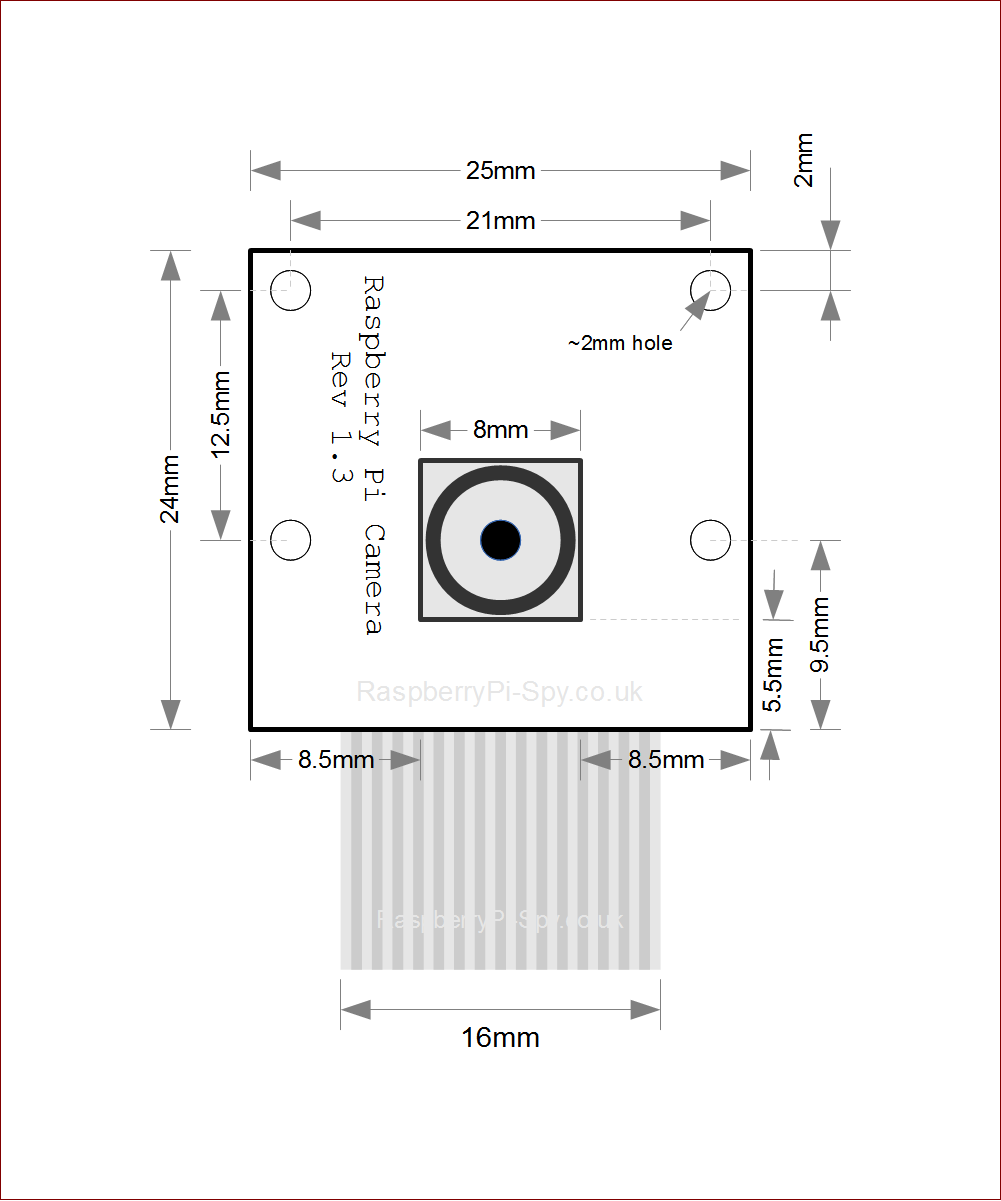 2mm
25mm
21mm
Raspberry Pi Camera
Rev 1.3
~2mm hole
12.5mm
8mm
24mm
9.5mm
5.5mm
RaspberryPi-Spy.co.uk
8.5mm
8.5mm
RaspberryPi-Spy.co.uk
16mm